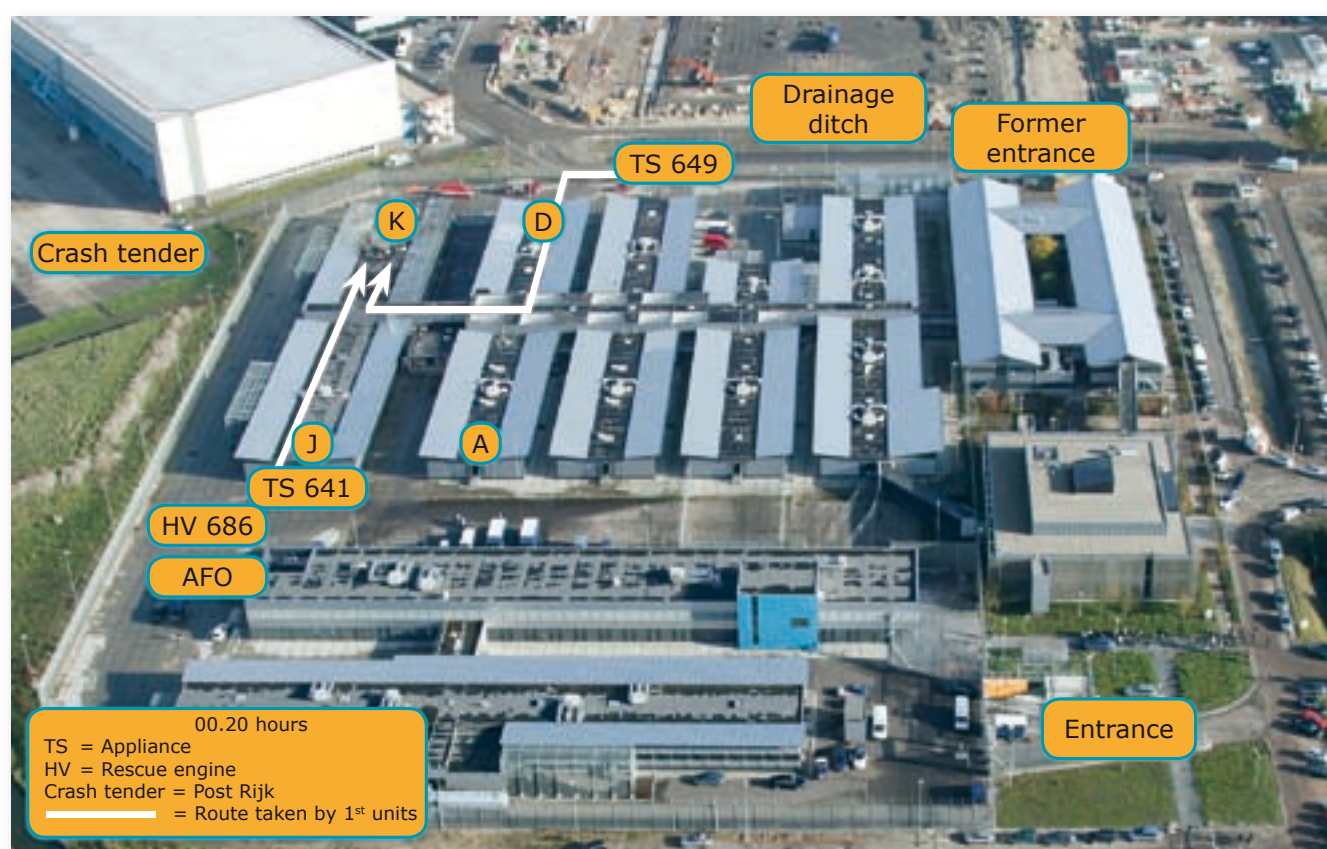 Drainage
ditch
Former
entrance
TS 649
K
D
Crash tender
J
A
TS 641
HV 686
AFO
Entrance
00.20 hours
TS = Appliance
HV = Rescue engine
Crash tender = Post Rijk
= Route taken by 1st units